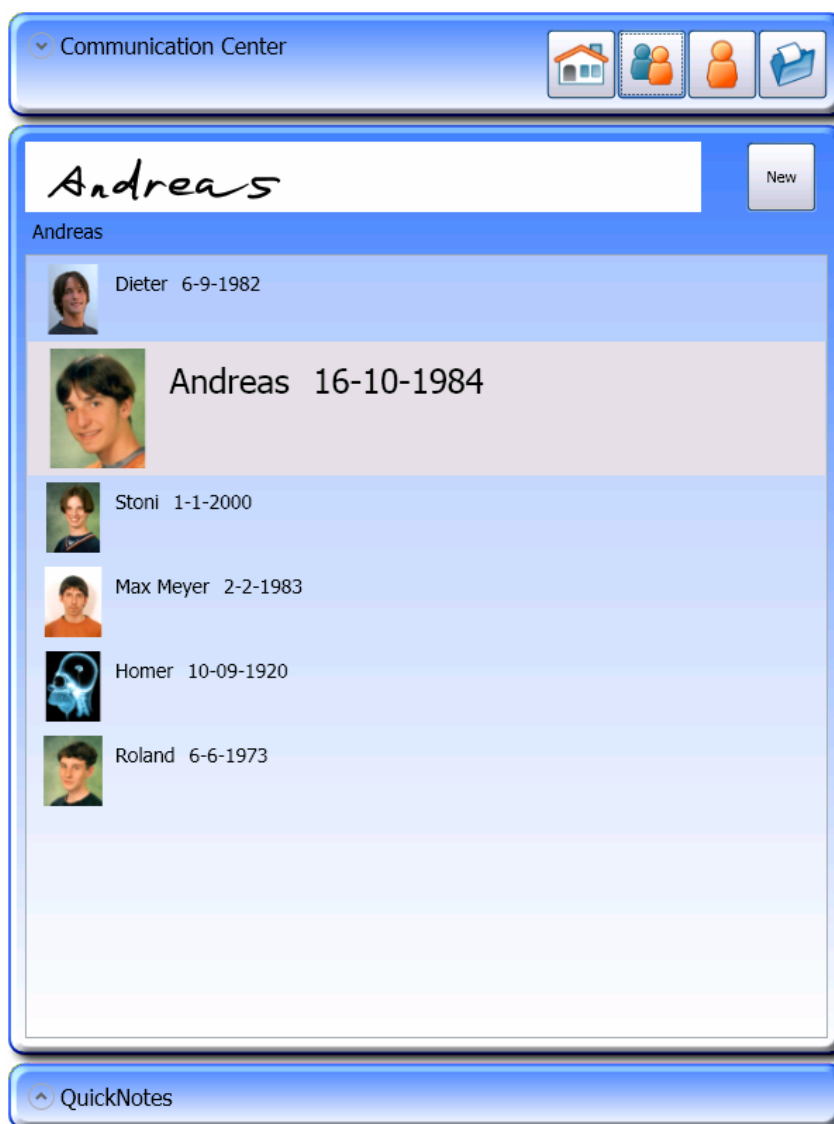 Communication Center
Andreas
New
Andreas
Dieter 6-9-1982
Andreas 16-10-1984
Stoni 1-1-2000
Max Meyer 2-2-1983
Homer 10-09-1920
Roland 6-6-1973
QuickNotes